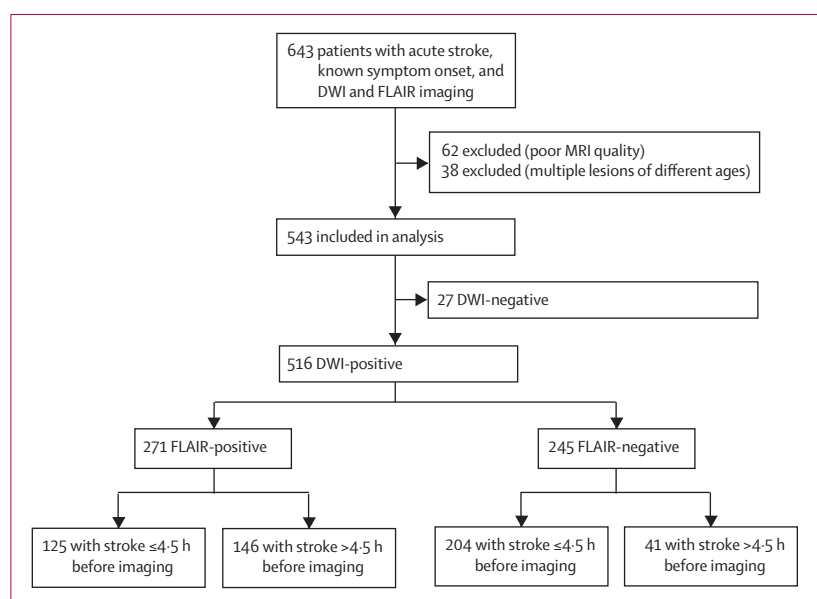 643 patients with acute stroke,
known symptom onset, and
DWI and FLAIR imaging
62 excluded (poor MRI quality)
38 excluded (multiple lesions of different ages)
543 included in analysis
27 DWI-negative
516 DWI-positive
271 FLAIR-positive
245 FLAIR-negative
125 with stroke ≤4·5 h
before imaging
146 with stroke >4·5 h
before imaging
204 with stroke ≤4·5 h
before imaging
41 with stroke >4·5 h
before imaging